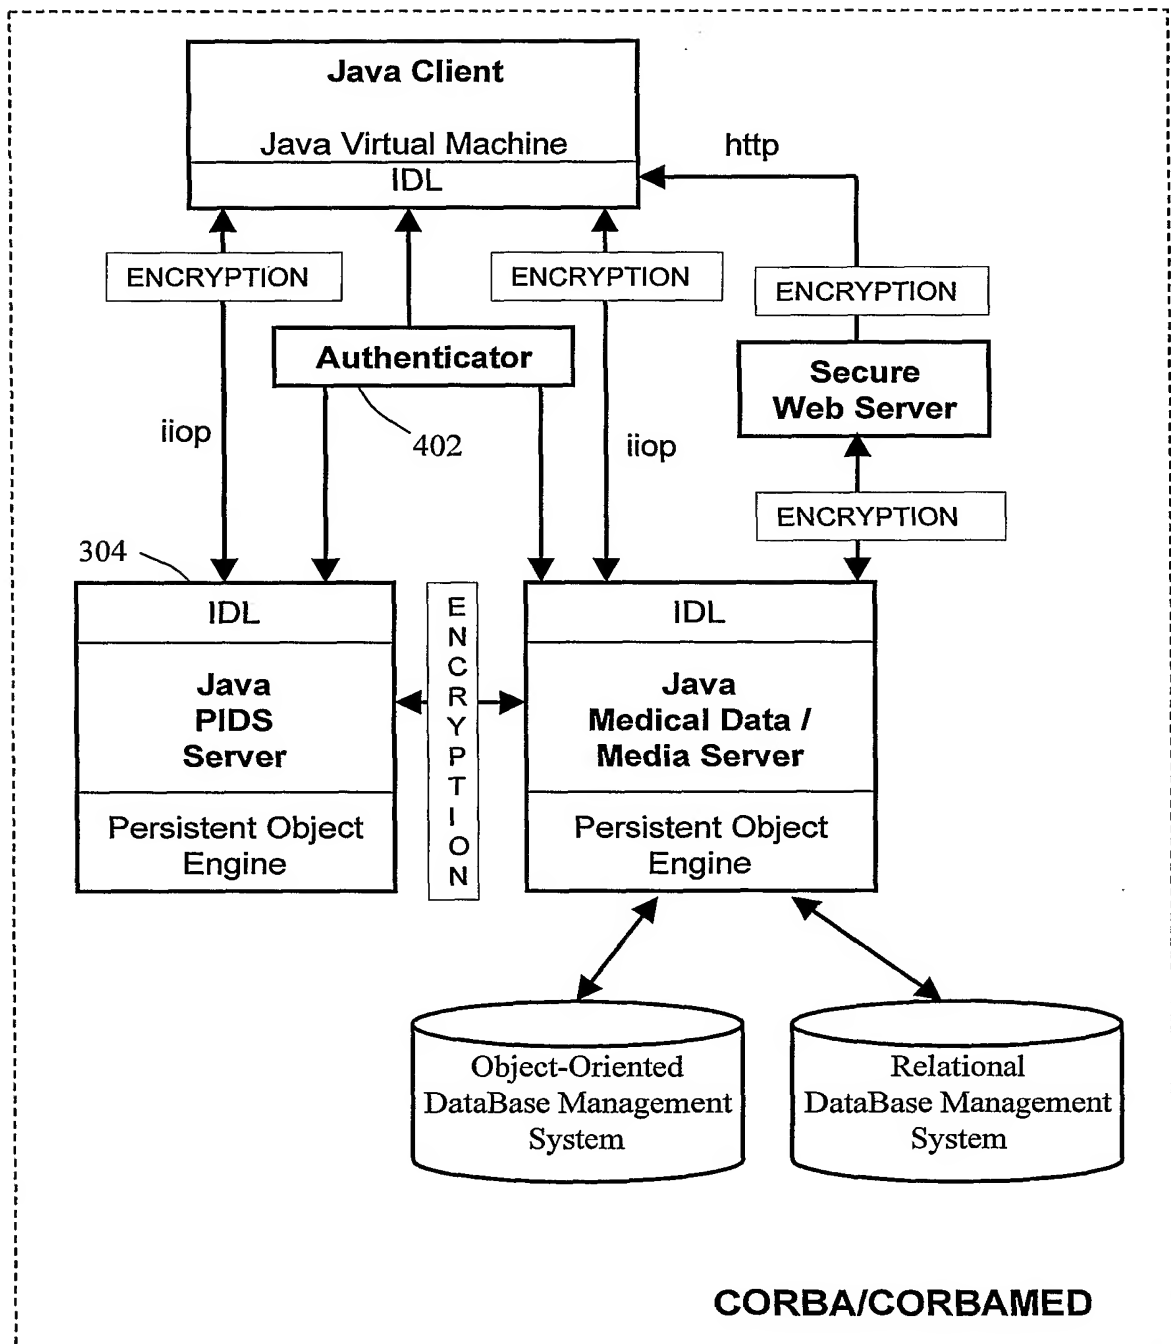 Java Client
Java Virtual Machine
IDL
http
ENCRYPTION
ENCRYPTION
ENCRYPTION
Authenticator
402
Secure
Web Server
iiop
iiop
ENCRYPTION
304
IDL
Java
PIDS
Server
Persistent Object
Engine
ENCRYPTION
IDL
Java
Medical Data /
Media Server
Persistent Object
Engine
Object-Oriented
DataBase Management
System
Relational
DataBase Management
System
CORBA/CORBAMED